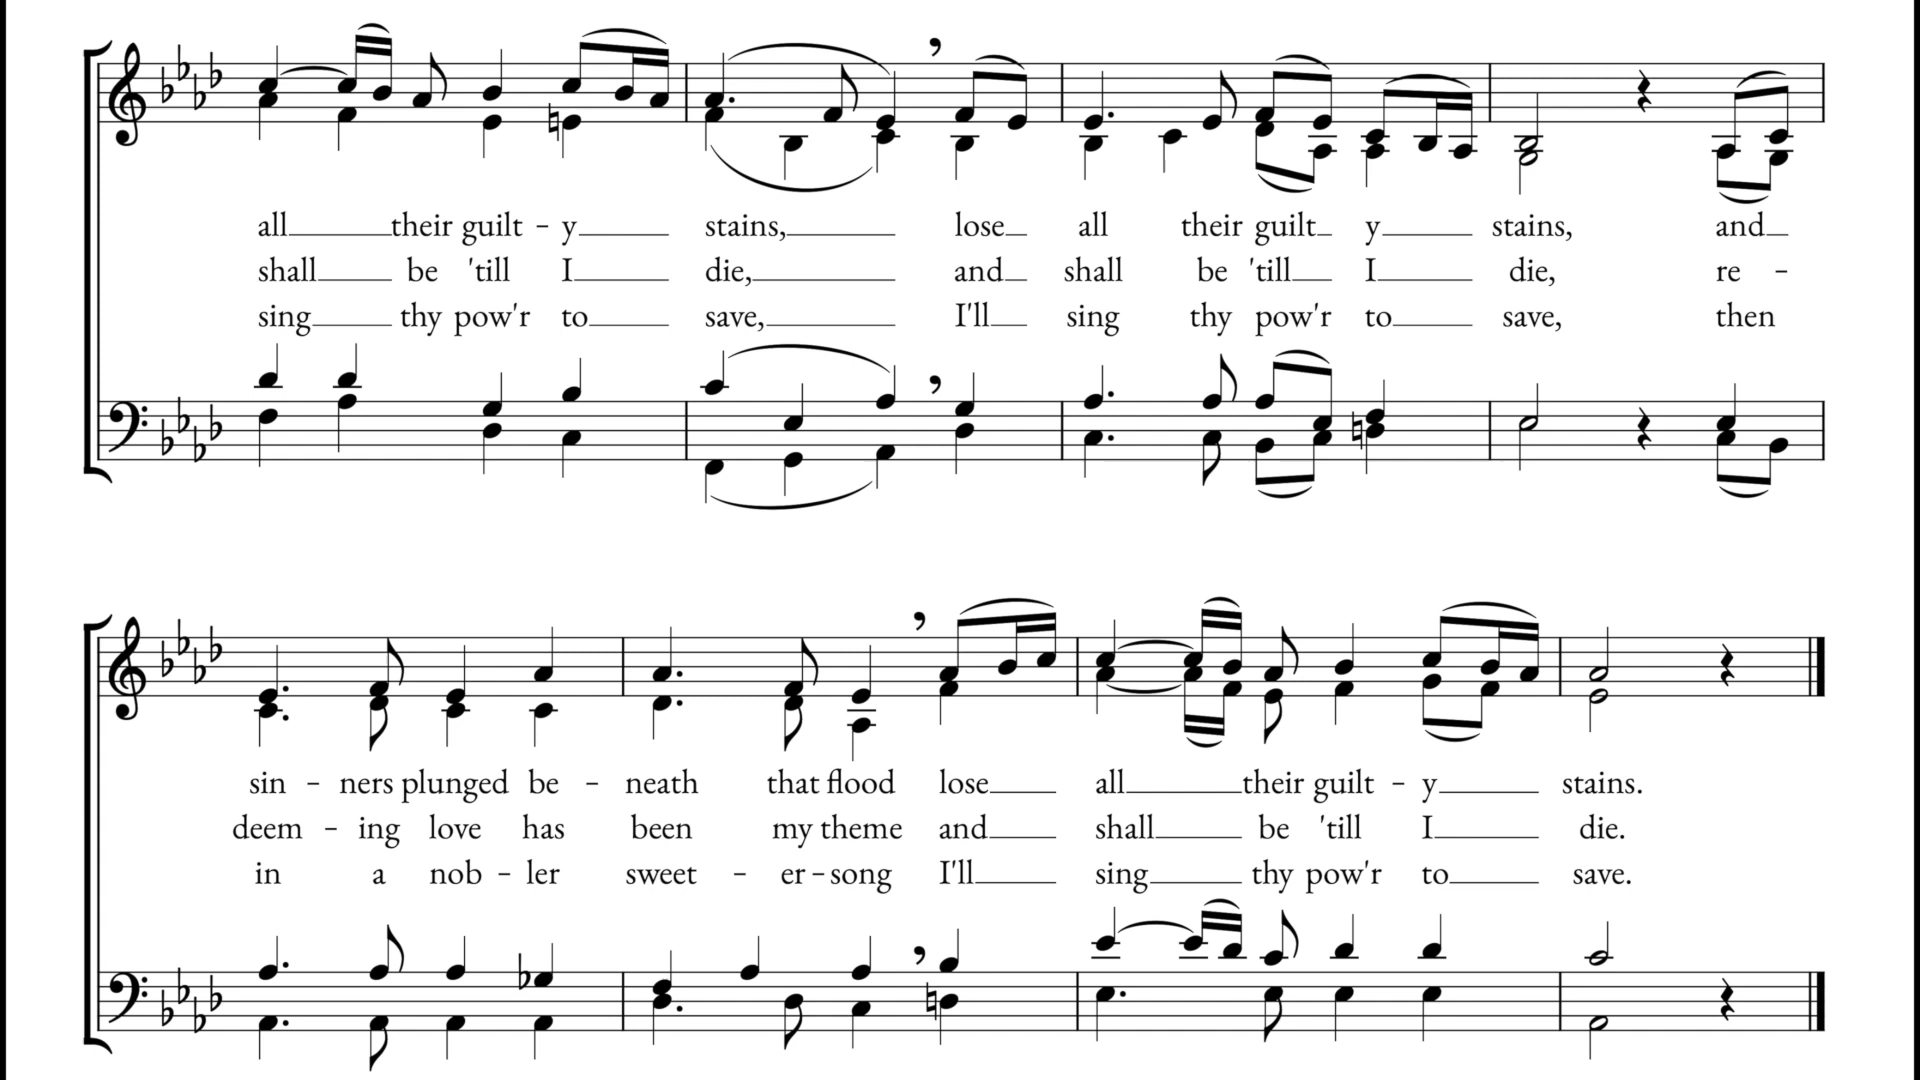 all their guilt - y stains, lose all their guilt y stains, and
shall be 'till I die, and shall be 'till I die, re -
sing thy pow'r to save, I'll sing thy pow'r to save, then
sin - ners plunged be - neath that flood lose all their guilt - y stains.
deem - ing love has been my theme and shall be 'till I die.
in a nob - ler sweet - er - song I'll sing thy pow'r to save.